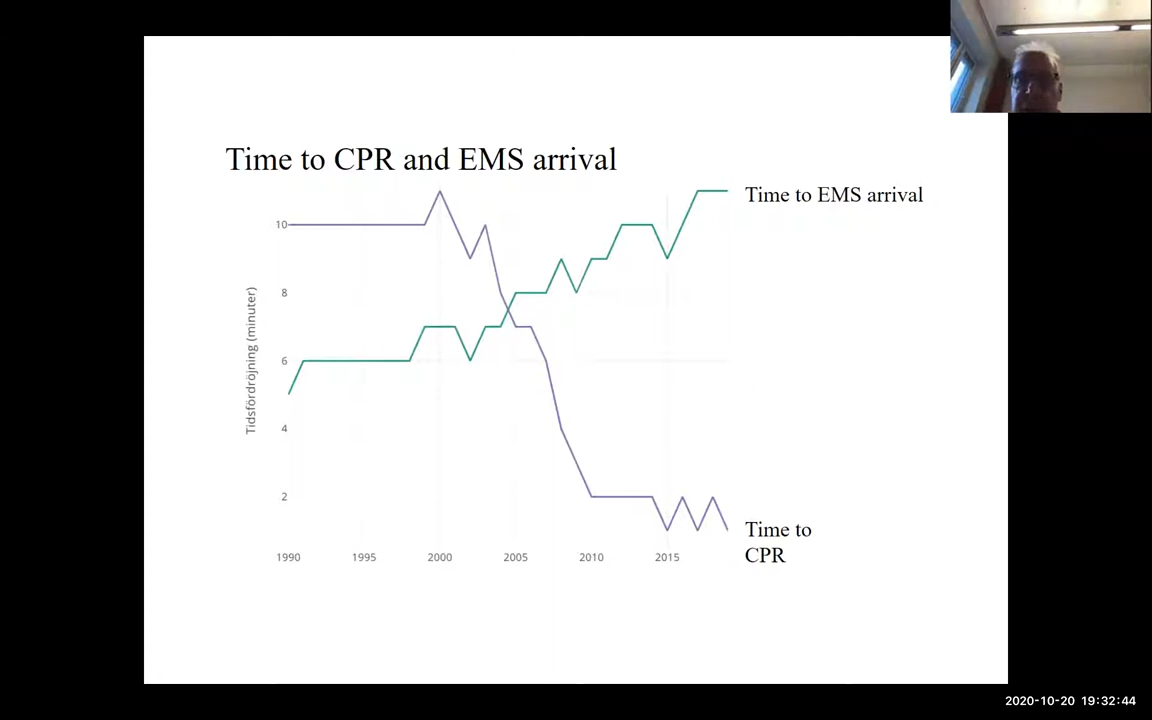 Time to CPR and EMS arrival
Time to EMS arrival
10
8
6
4
2
Tidsfördröjning (minuter)
1990 1995 2000 2005 2010 2015
Time to
CPR
2020-10-20 19:32:44